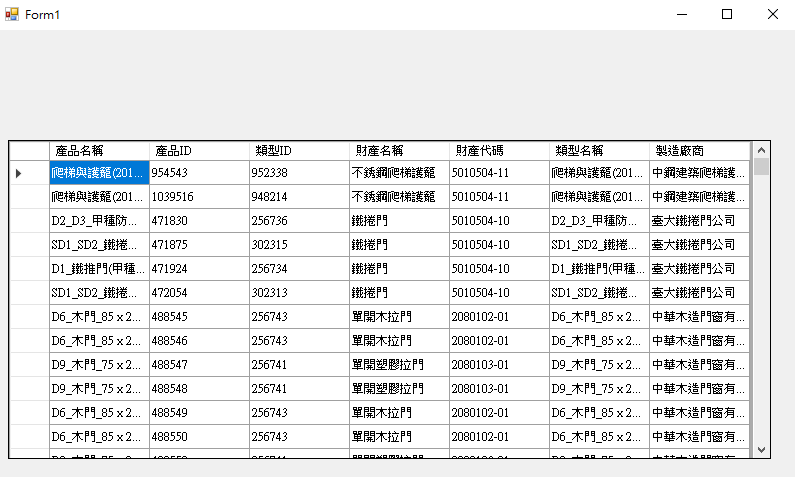 Form1
產品名稱 產品ID 類型ID 財產名稱 財產代碼 類型名稱 製造廠商
爬梯與護籠(201... 954543 952338 不銹鋼爬梯護籠 5010504-11 爬梯與護籠(201... 中鋼建築爬梯護...
爬梯與護籠(201... 1039516 948214 不銹鋼爬梯護籠 5010504-11 爬梯與護籠(201... 中鋼建築爬梯護...
D2_D3_甲種防... 471830 256736 鐵捲門 5010504-10 D2_D3_甲種防... 臺大鐵捲門公司
SD1_SD2_鐵捲... 471875 302315 鐵捲門 5010504-10 SD1_SD2_鐵捲... 臺大鐵捲門公司
D1_鐵推門(甲種... 471924 256734 鐵捲門 5010504-10 D1_鐵推門(甲種... 臺大鐵捲門公司
SD1_SD2_鐵捲... 472054 302313 鐵捲門 5010504-10 SD1_SD2_鐵捲... 臺大鐵捲門公司
D6_木門_85 x 2... 488545 256743 單開木拉門 2080102-01 D6_木門_85 x 2... 中華木造門窗有...
D6_木門_85 x 2... 488546 256743 單開木拉門 2080102-01 D6_木門_85 x 2... 中華木造門窗有...
D9_木門_75 x 2... 488547 256741 單開塑膠拉門 2080103-01 D9_木門_75 x 2... 中華木造門窗有...
D9_木門_75 x 2... 488548 256741 單開塑膠拉門 2080103-01 D9_木門_75 x 2... 中華木造門窗有...
D6_木門_85 x 2... 488549 256743 單開木拉門 2080102-01 D6_木門_85 x 2... 中華木造門窗有...
D6_木門_85 x 2... 488550 256743 單開木拉門 2080102-01 D6_木門_85 x 2... 中華木造門窗有...